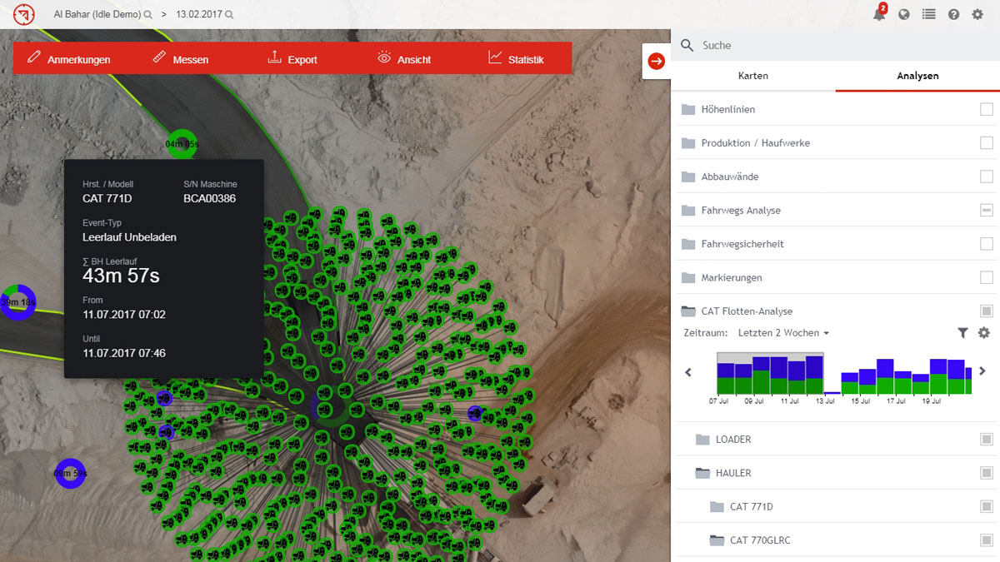 Al Bahar (Idle Demo) > 13.02.2017
2
Anmerkungen Messen Export Ansicht Statistik
Suche
Karten Analysen
04m 05s
Hrst. / Modell S/N Maschine
CAT 771D BCA00386
Event-Typ
Leerlauf Unbeladen
∑ BH Leerlauf
43m 57s
From
11.07.2017 07:02
Until
11.07.2017 07:46
39m 18s
09m 59s
Höhenlinien
Produktion / Haufwerke
Abbauwände
Fahrwegs Analyse
Fahrwegsicherheit
Markierungen
CAT Flotten-Analyse
Zeitraum: Letzten 2 Wochen
07 Jul 09 Jul 11 Jul 13 Jul 15 Jul 17 Jul 19 Jul
LOADER
HAULER
CAT 771D
CAT 770GLRC